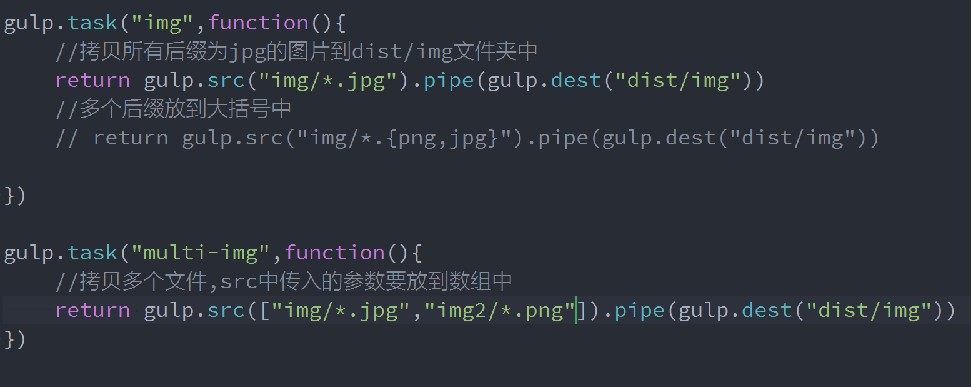 gulp.task("img",function(){
//拷贝所有后缀为jpg的图片到dist/img文件夹中
return gulp.src("img/*.jpg").pipe(gulp.dest("dist/img"))
//多个后缀放到大括号中
// return gulp.src("img/*.{png,jpg}").pipe(gulp.dest("dist/img"))
})
gulp.task("multi-img",function(){
//拷贝多个文件,src中传入的参数要放到数组中
return gulp.src(["img/*.jpg","img2/*.png"]).pipe(gulp.dest("dist/img"))
})